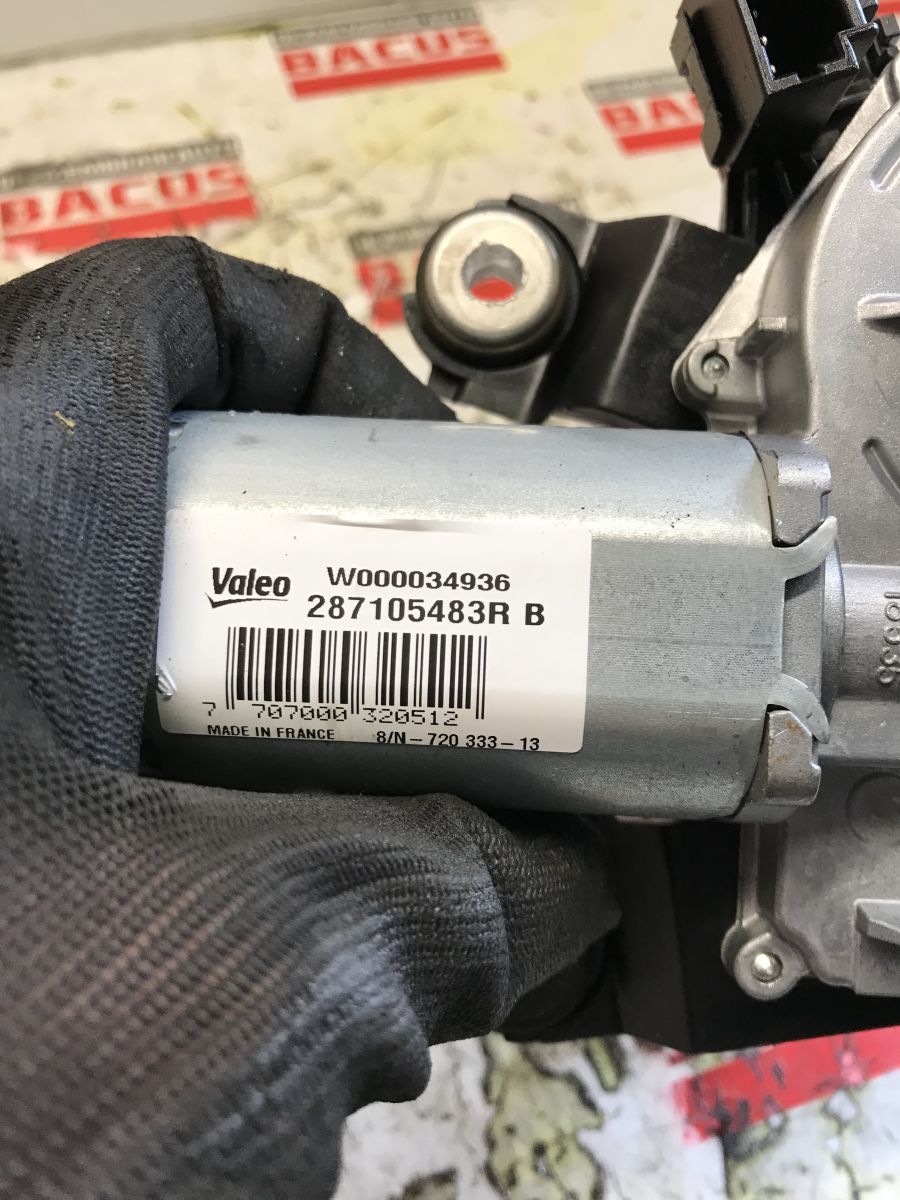 BACUS
BACUS
BACUS
Valeo
W000034936
287105483R B
7 707000 320512
MADE IN FRANCE 8/N-720 333-13